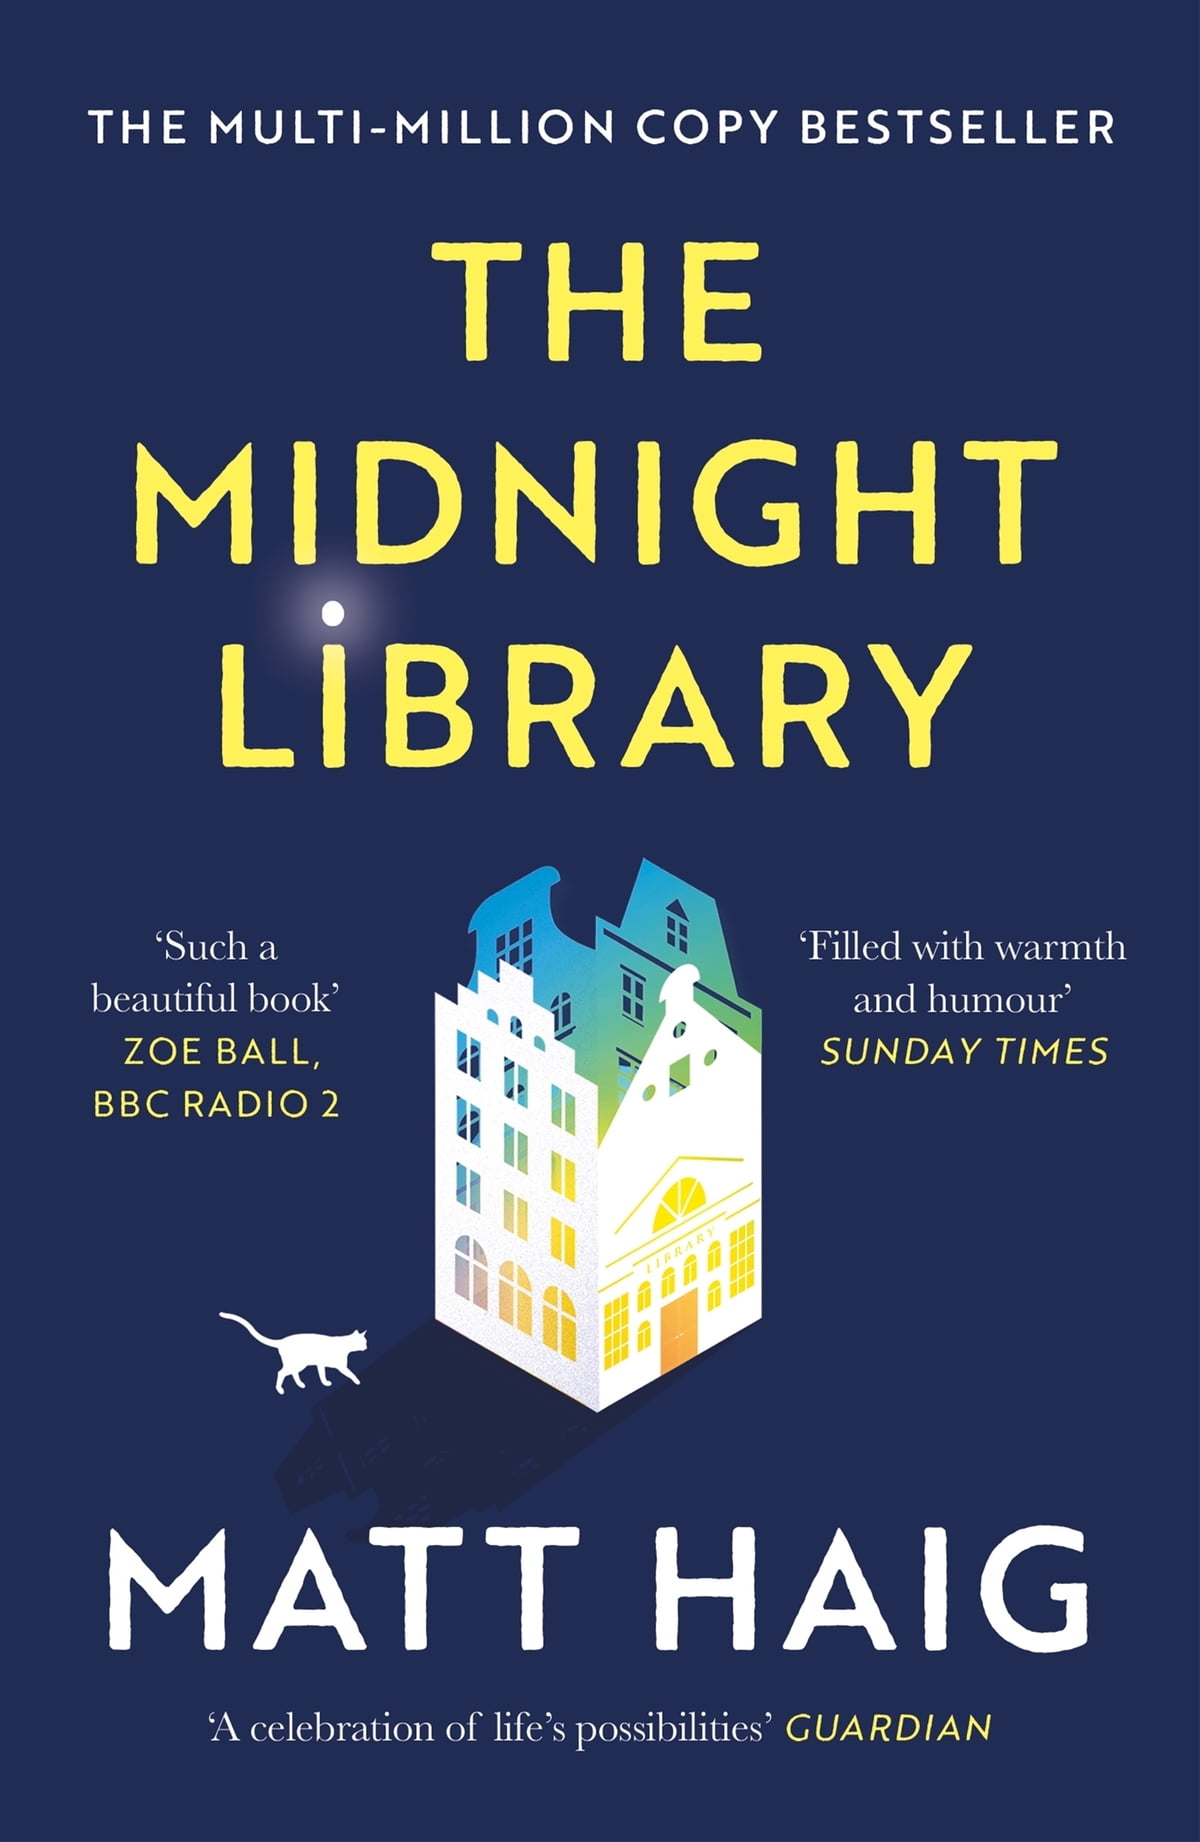 THE MULTI-MILLION COPY BESTSELLER
THE
MIDNIGHT
LiBRARY
‘Such a
beautiful book’
ZOE BALL,
BBC RADIO 2
‘Filled with warmth
and humour’
SUNDAY TIMES
LIBRARY
MATT HAIG
‘A celebration of life’s possibilities’ GUARDIAN